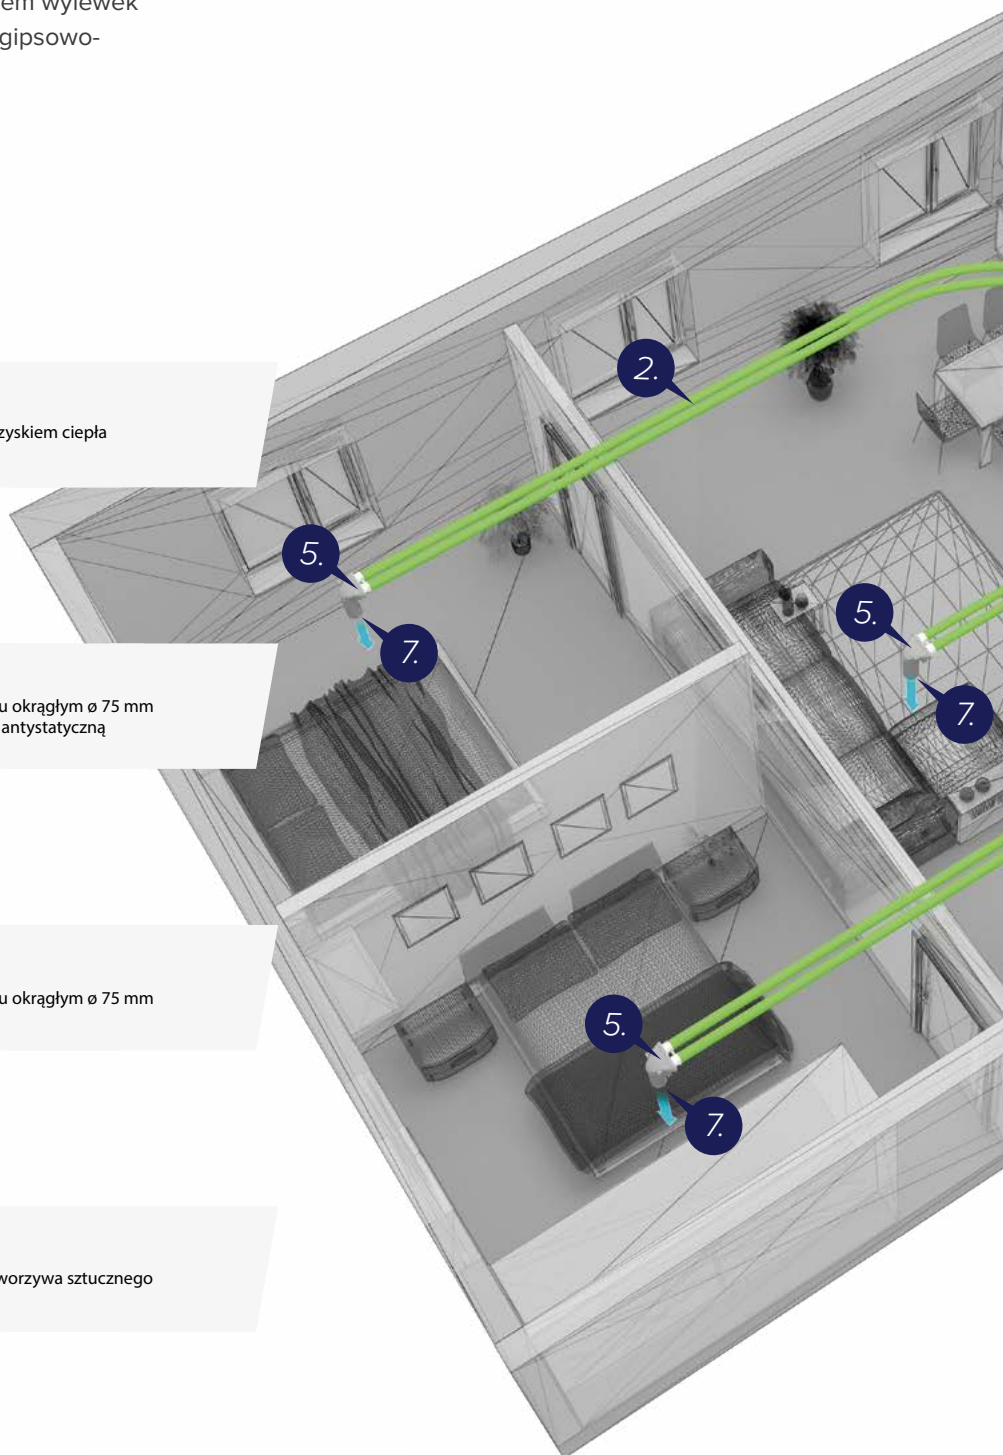 em wylewek
gipsowo-
zyskiem ciepła
u okrągłym ø 75 mm
antystatyczną
u okrągłym ø 75 mm
worzywa sztucznego
2.
5.
7.
5.
7.
5.
7.